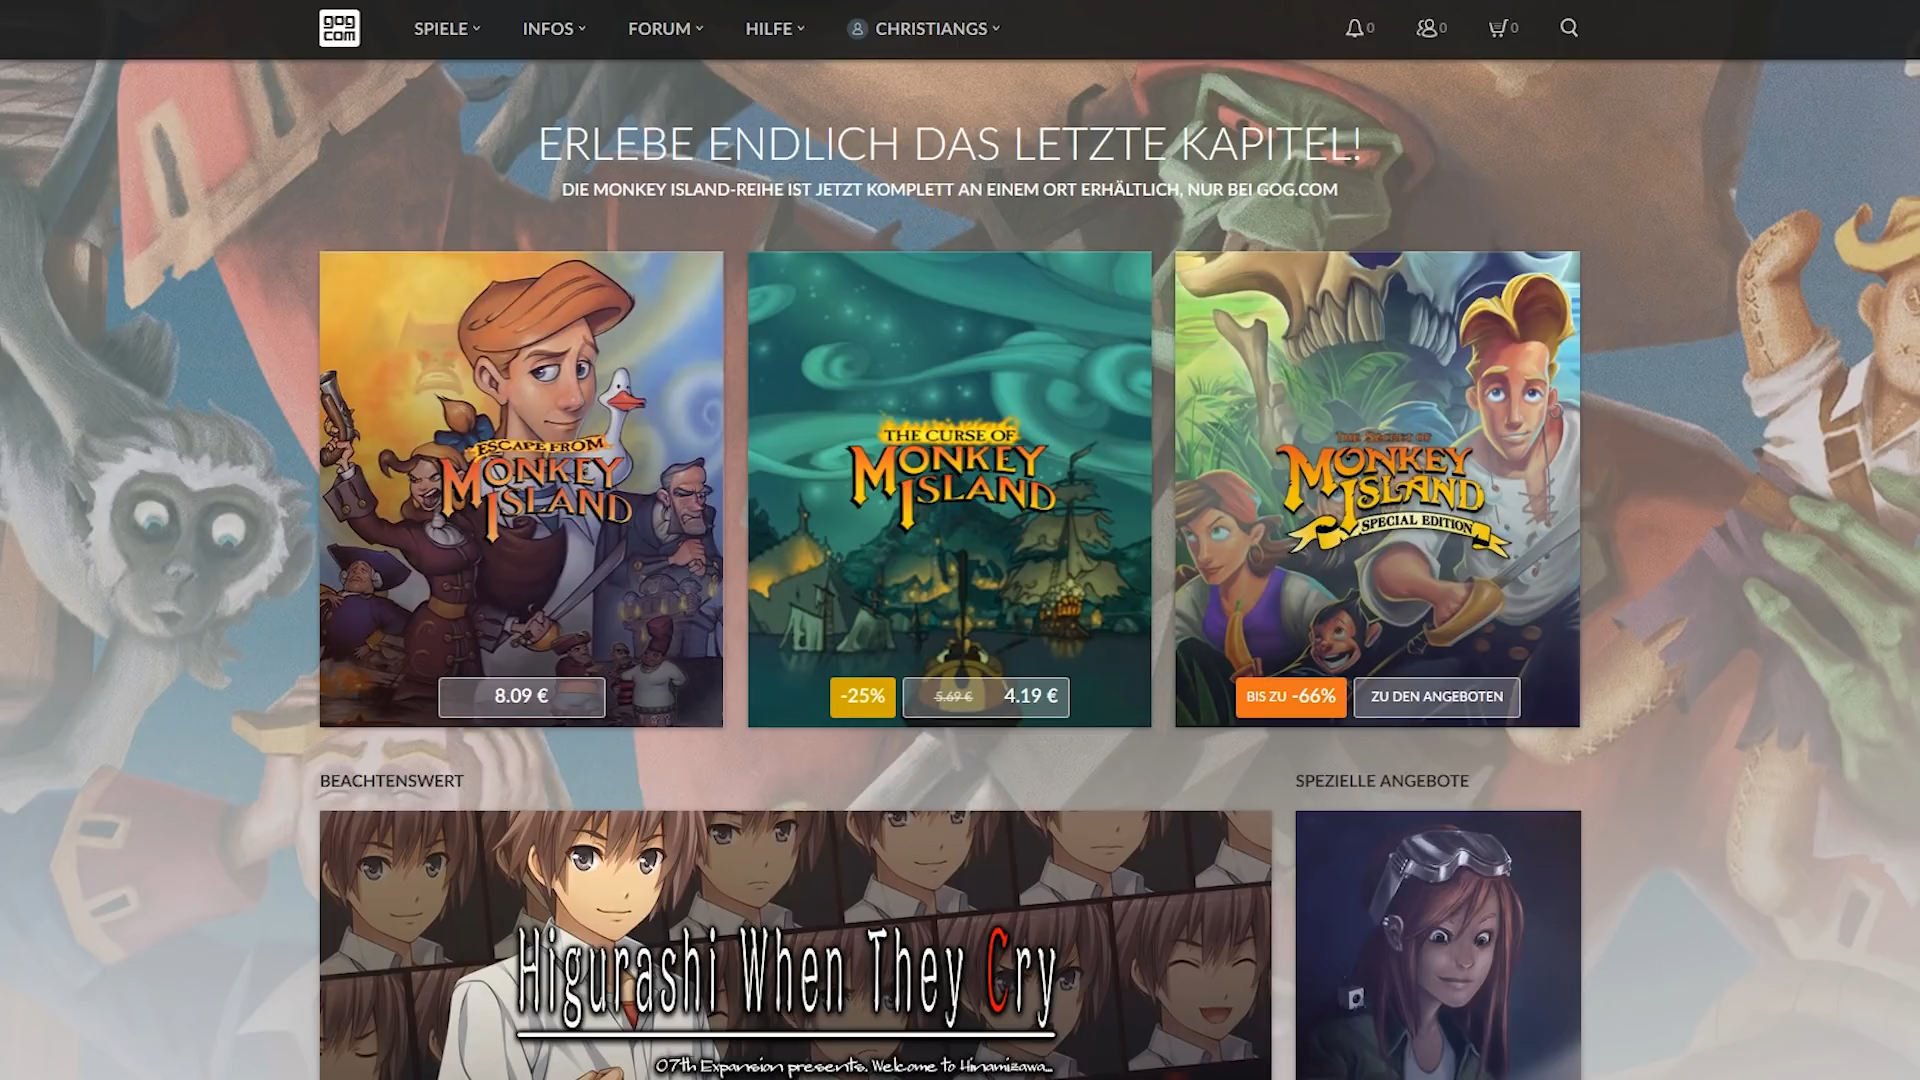 gog
com
SPIELE
INFOS
FORUM
HILFE
CHRISTIANGS
0
0
0
ERLEBE ENDLICH DAS LETZTE KAPITEL!
DIE MONKEY ISLAND-REIHE IST JETZT KOMPLETT AN EINEM ORT ERHÄLTLICH, NUR BEI GOG.COM
ESCAPE FROM
MONKEY
ISLAND
8.09 €
THE CURSE OF
MONKEY
ISLAND
-25%
5.69 €
4.19 €
THE SECRET OF
MONKEY
ISLAND
SPECIAL EDITION
BIS ZU -66%
ZU DEN ANGEBOTEN
BEACHTENSWERT
SPEZIELLE ANGEBOTE
Higurashi When They Cry
07th Expansion presents. Welcome to Hinamizawa...